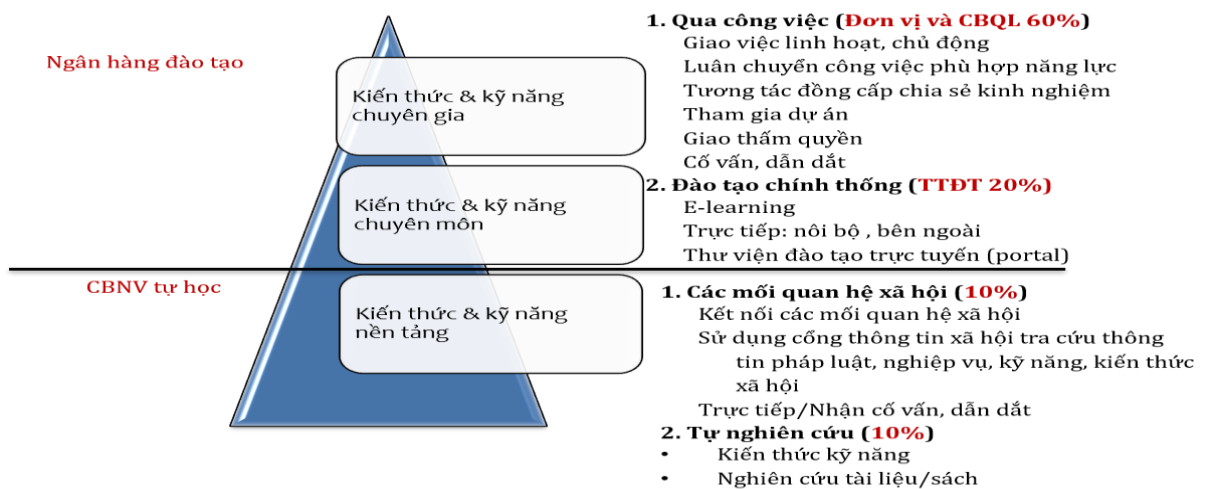 Ngân hàng đào tạo
Kiến thức & kỹ năng
chuyên gia
Kiến thức & kỹ năng
chuyên môn
1. Qua công việc (Đơn vị và CBQL 60%)
Giao việc linh hoạt, chủ động
Luân chuyển công việc phù hợp năng lực
Tương tác đồng cấp chia sẻ kinh nghiệm
Tham gia dự án
Giao thấm quyền
Cố vấn, dẫn dắt
2. Đào tạo chính thống (TTĐT 20%)
E-learning
Trực tiếp: nôi bộ , bên ngoài
Thư viện đào tạo trực tuyến (portal)
CBNV tự học
Kiến thức & kỹ năng
nền tảng
1. Các mối quan hệ xã hội (10%)
Kết nối các mối quan hệ xã hội
Sử dụng cổng thông tin xã hội tra cứu thông
tin pháp luật, nghiệp vụ, kỹ năng, kiến thức
xã hội
Trực tiếp/Nhận cố vấn, dẫn dắt
2. Tự nghiên cứu (10%)
• Kiến thức kỹ năng
• Nghiên cứu tài liệu/sách